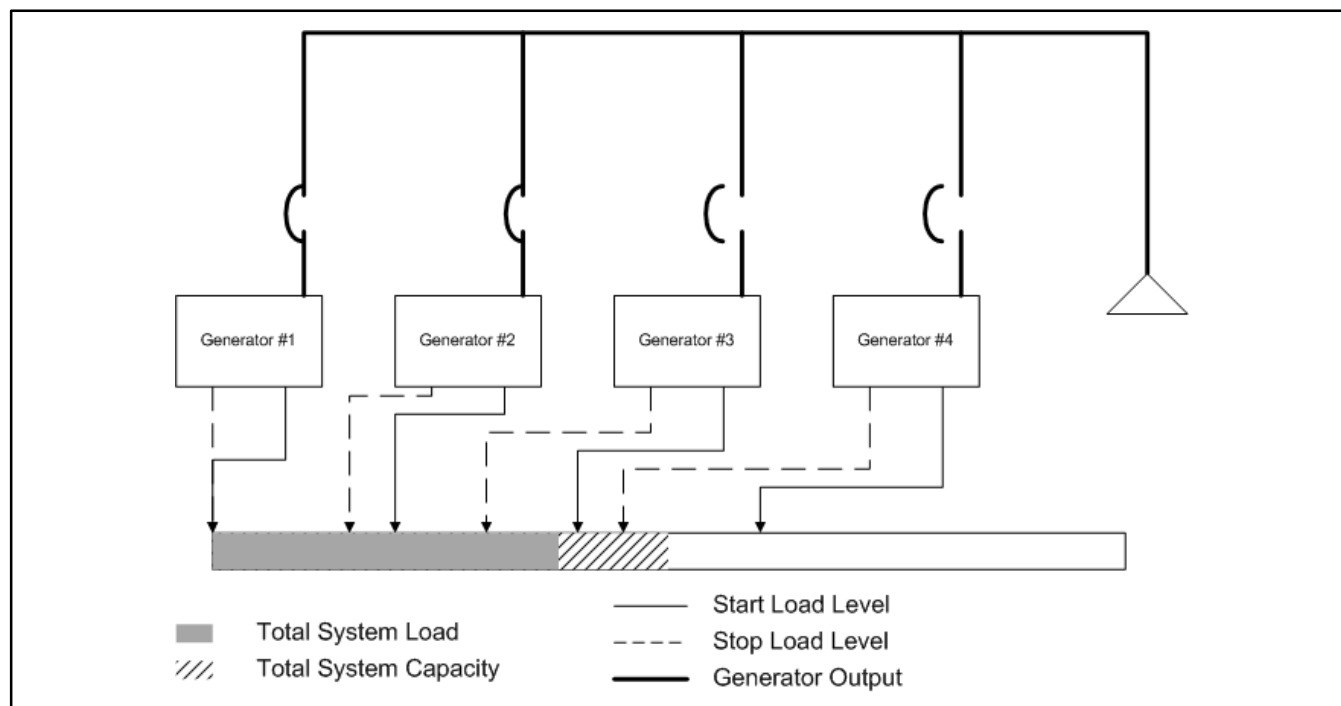 Generator #1
Generator #2
Generator #3
Generator #4
Total System Load
Total System Capacity
Start Load Level
Stop Load Level
Generator Output